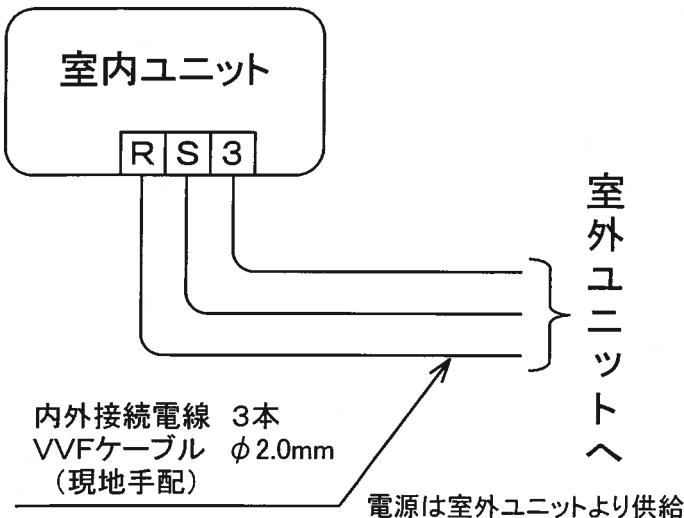 室内ユニット
R S 3
室外ユニットへ
内外接続電線 3本
VVFケーブル φ2.0mm
(現地手配)
電源は室外ユニットより供給